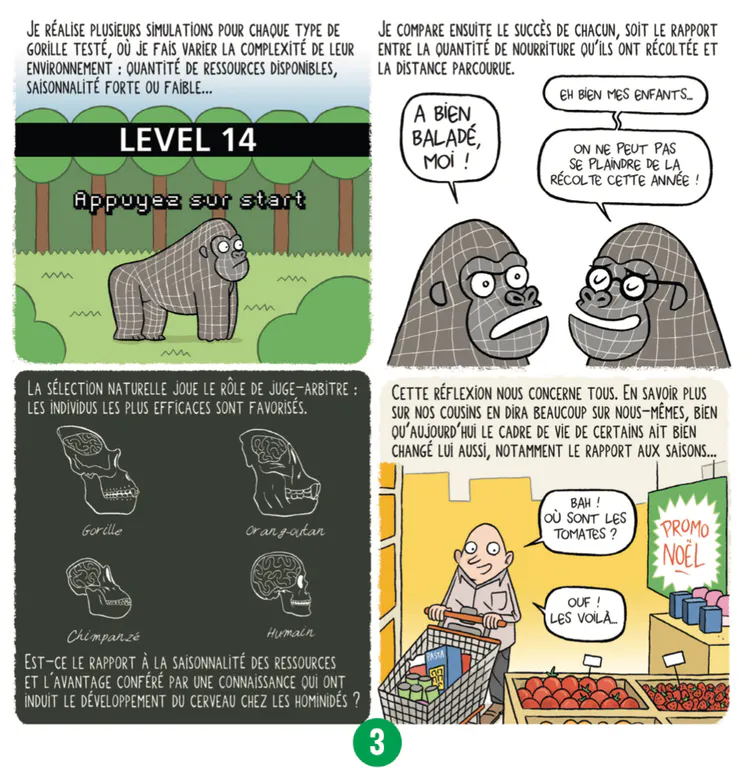 JE RÉALISE PLUSIEURS SIMULATIONS POUR CHAQUE TYPE DE
GORILLE TESTÉ, OÙ JE FAIS VARIER LA COMPLEXITÉ DE LEUR
ENVIRONNEMENT : QUANTITÉ DE RESSOURCES DISPONIBLES,
SAISONNALITÉ FORTE OU FAIBLE...
LEVEL 14
Appuyez sur start
JE COMPARE ENSUITE LE SUCCÈS DE CHACUN, SOIT LE RAPPORT
ENTRE LA QUANTITÉ DE NOURRITURE QU'ILS ONT RÉCOLTÉE ET
LA DISTANCE PARCOURUE.
A BIEN
BALADÉ,
MOI !
EH BIEN MES ENFANTS...
ON NE PEUT PAS
SE PLAINDRE DE LA
RÉCOLTE CETTE ANNÉE !
LA SÉLECTION NATURELLE JOUE LE RÔLE DE JUGE-ARBITRE :
LES INDIVIDUS LES PLUS EFFICACES SONT FAVORISÉS.
Gorille
Orang-outan
Chimpanzé
Humain
EST-CE LE RAPPORT À LA SAISONNALITÉ DES RESSOURCES
ET L'AVANTAGE CONFÉRÉ PAR UNE CONNAISSANCE QUI ONT
INDUIT LE DÉVELOPPEMENT DU CERVEAU CHEZ LES HOMINIDÉS ?
CETTE RÉFLEXION NOUS CONCERNE TOUS. EN SAVOIR PLUS
SUR NOS COUSINS EN DIRA BEAUCOUP SUR NOUS-MÊMES, BIEN
QU'AUJOURD'HUI LE CADRE DE VIE DE CERTAINS AIT BIEN
CHANGÉ LUI AUSSI, NOTAMMENT LE RAPPORT AUX SAISONS...
BAH !
OÙ SONT LES
TOMATES ?
PROMO
NOËL
OUF !
LES VOILÀ...
PASTA
3